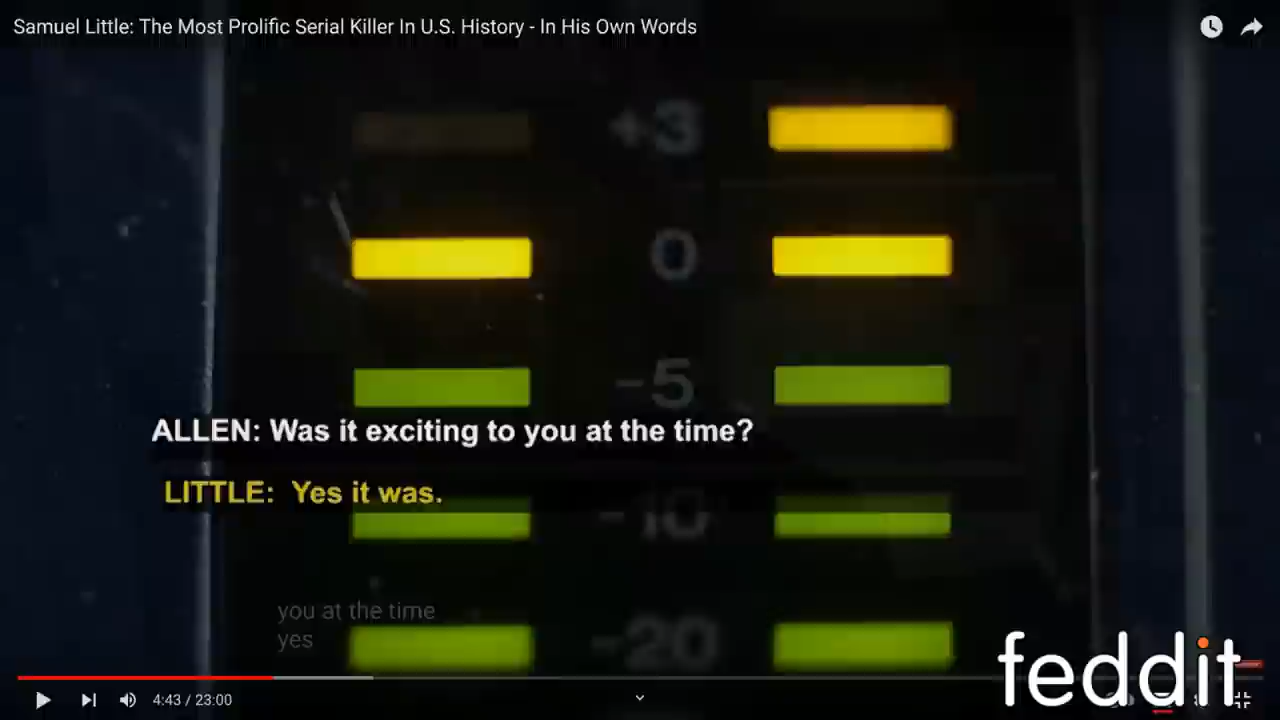 Samuel Little: The Most Prolific Serial Killer In U.S. History - In His Own Words
+3
0
-5
ALLEN: Was it exciting to you at the time?
LITTLE: Yes it was.
-10
you at the time
yes
-20
feddit
4:43 / 23:00